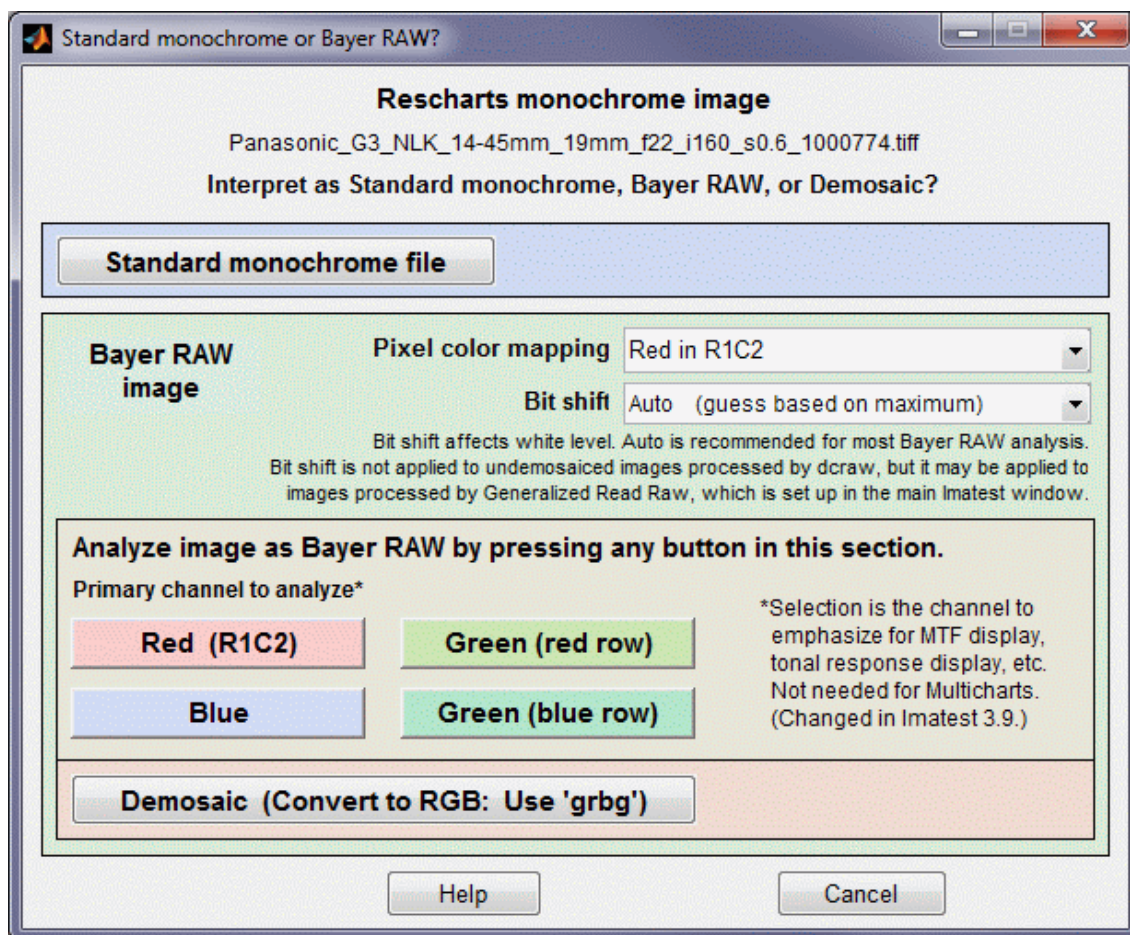 Standard monochrome or Bayer RAW?
Rescharts monochrome image
Panasonic_G3_NLK_14-45mm_19mm_f22_i160_s0.6_1000774.tiff
Interpret as Standard monochrome, Bayer RAW, or Demosaic?
Standard monochrome file
Bayer RAW
image
Pixel color mapping Red in R1C2
Bit shift Auto (guess based on maximum)
Bit shift affects white level. Auto is recommended for most Bayer RAW analysis.
Bit shift is not applied to undemosaiced images processed by dcraw, but it may be applied to
images processed by Generalized Read Raw, which is set up in the main Imatest window.
Analyze image as Bayer RAW by pressing any button in this section.
Primary channel to analyze*
Red (R1C2) Green (red row)
Blue Green (blue row)
*Selection is the channel to
emphasize for MTF display,
tonal response display, etc.
Not needed for Multicharts.
(Changed in Imatest 3.9.)
Demosaic (Convert to RGB: Use 'grbg')
Help Cancel